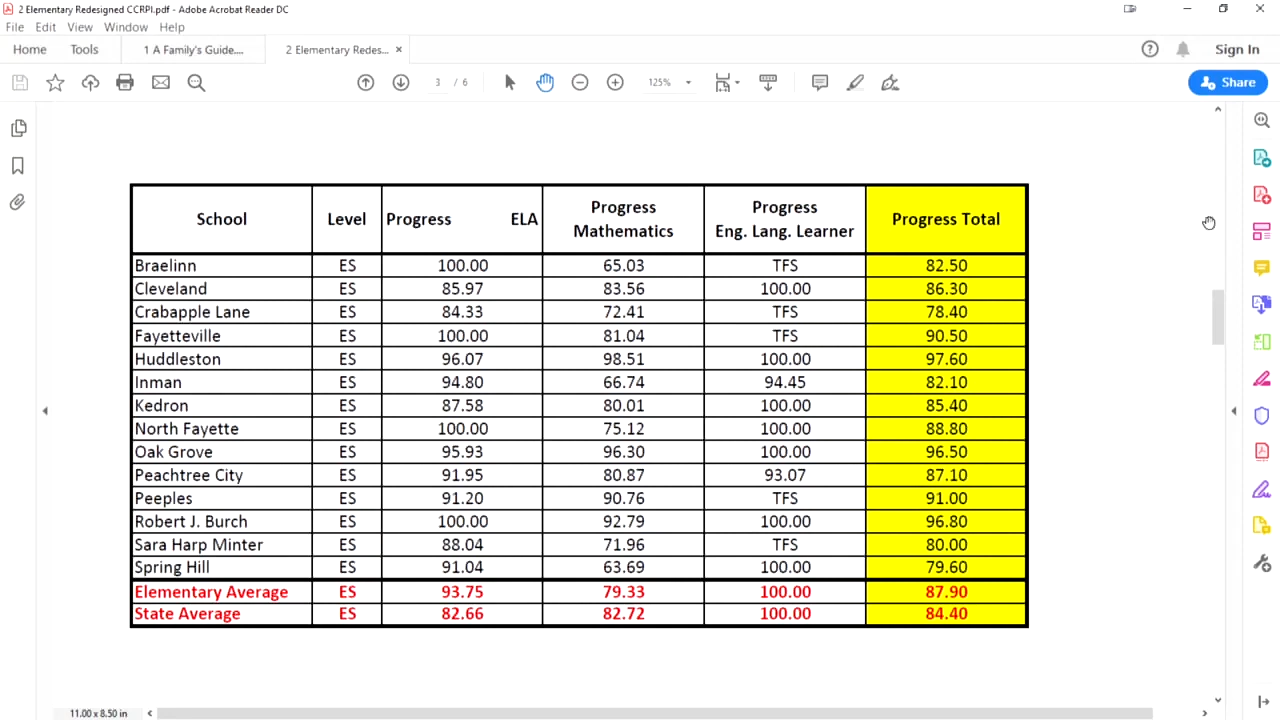 2 Elementary Redesigned CCRPI.pdf - Adobe Acrobat Reader DC
File Edit View Window Help
Home Tools 1 A Family's Guide.... 2 Elementary Redes... × Sign In
3 / 6 125% Share
School Level Progress ELA Progress Mathematics Progress Eng. Lang. Learner Progress Total
Braelinn ES 100.00 65.03 TFS 82.50
Cleveland ES 85.97 83.56 100.00 86.30
Crabapple Lane ES 84.33 72.41 TFS 78.40
Fayetteville ES 100.00 81.04 TFS 90.50
Huddleston ES 96.07 98.51 100.00 97.60
Inman ES 94.80 66.74 94.45 82.10
Kedron ES 87.58 80.01 100.00 85.40
North Fayette ES 100.00 75.12 100.00 88.80
Oak Grove ES 95.93 96.30 100.00 96.50
Peachtree City ES 91.95 80.87 93.07 87.10
Peeples ES 91.20 90.76 TFS 91.00
Robert J. Burch ES 100.00 92.79 100.00 96.80
Sara Harp Minter ES 88.04 71.96 TFS 80.00
Spring Hill ES 91.04 63.69 100.00 79.60
Elementary Average ES 93.75 79.33 100.00 87.90
State Average ES 82.66 82.72 100.00 84.40
11.00 x 8.50 in